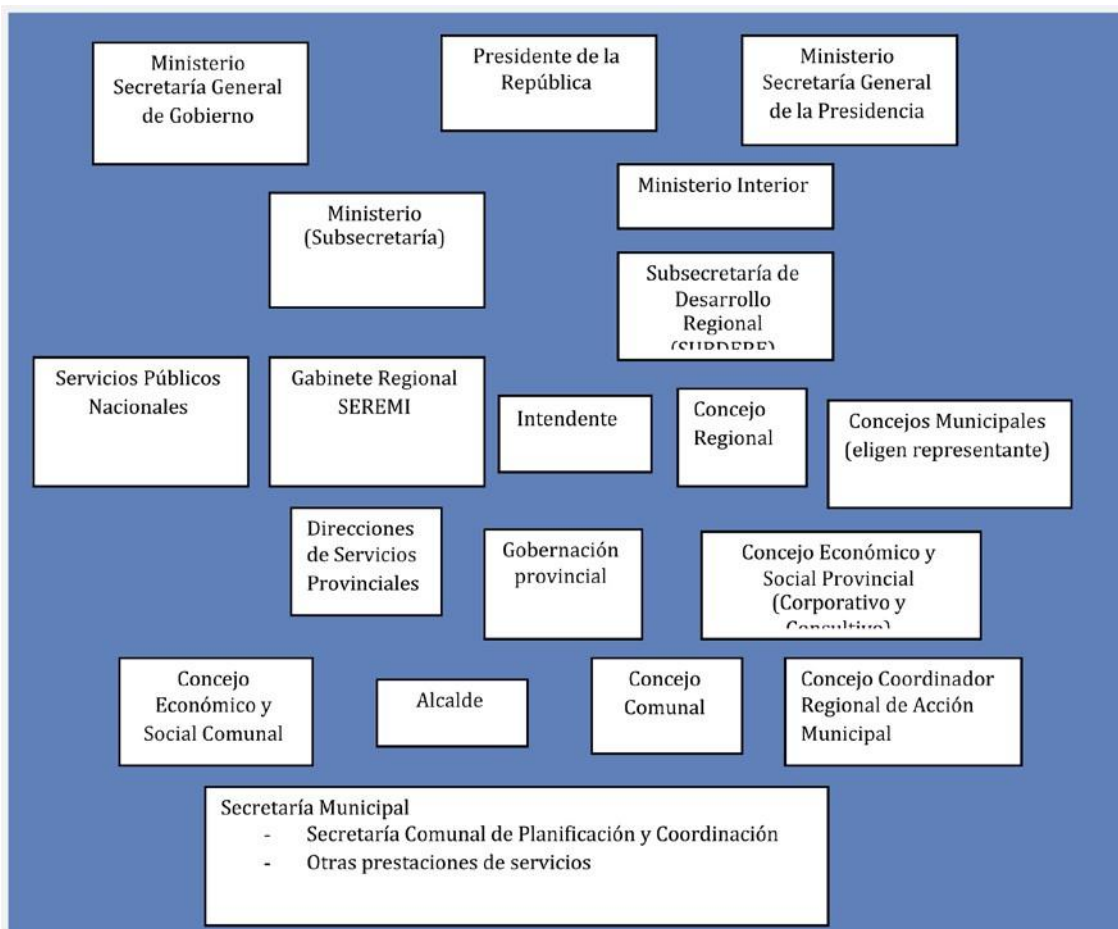 Ministerio
Secretaría General
de Gobierno
Presidente de la
República
Ministerio
Secretaría General
de la Presidencia
Ministerio
(Subsecretaría)
Ministerio Interior
Subsecretaría de
Desarrollo
Regional
(SUBDERE)
Servicios Públicos
Nacionales
Gabinete Regional
SEREMI
Intendente
Concejo
Regional
Concejos Municipales
(eligen representante)
Direcciones
de Servicios
Provinciales
Gobernación
provincial
Concejo Económico y
Social Provincial
(Corporativo y
Consultivo)
Concejo
Económico y
Social Comunal
Alcalde
Concejo
Comunal
Concejo Coordinador
Regional de Acción
Municipal
Secretaría Municipal
- Secretaría Comunal de Planificación y Coordinación
- Otras prestaciones de servicios